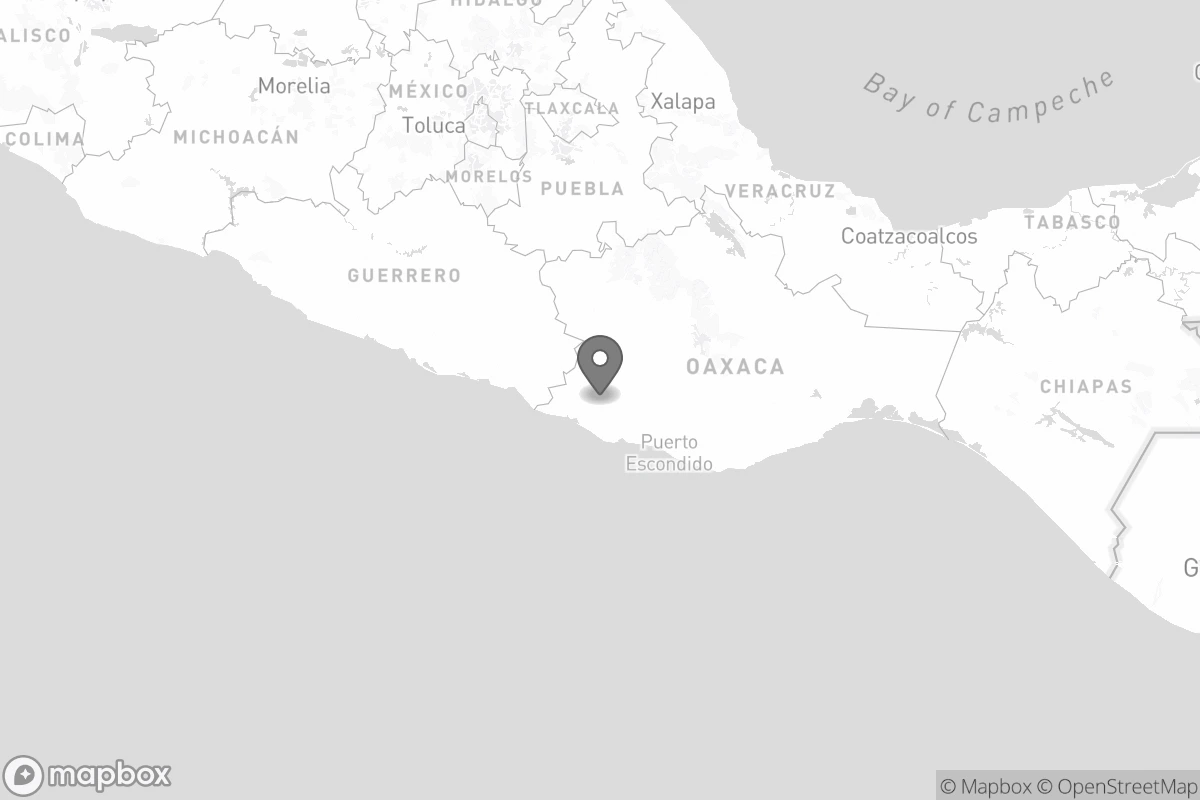 HIDALGO
ALISCO
Morelia
MÉXICO
Xalapa
Bay of Campeche
TLAXCALA
Toluca
COLIMA
MICHOACÁN
MORELOS
PUEBLA
VERACRUZ
TABASCO
Coatzacoalcos
GUERRERO
OAXACA
CHIAPAS
Puerto
Escondido
G
mapbox
© Mapbox © OpenStreetMap